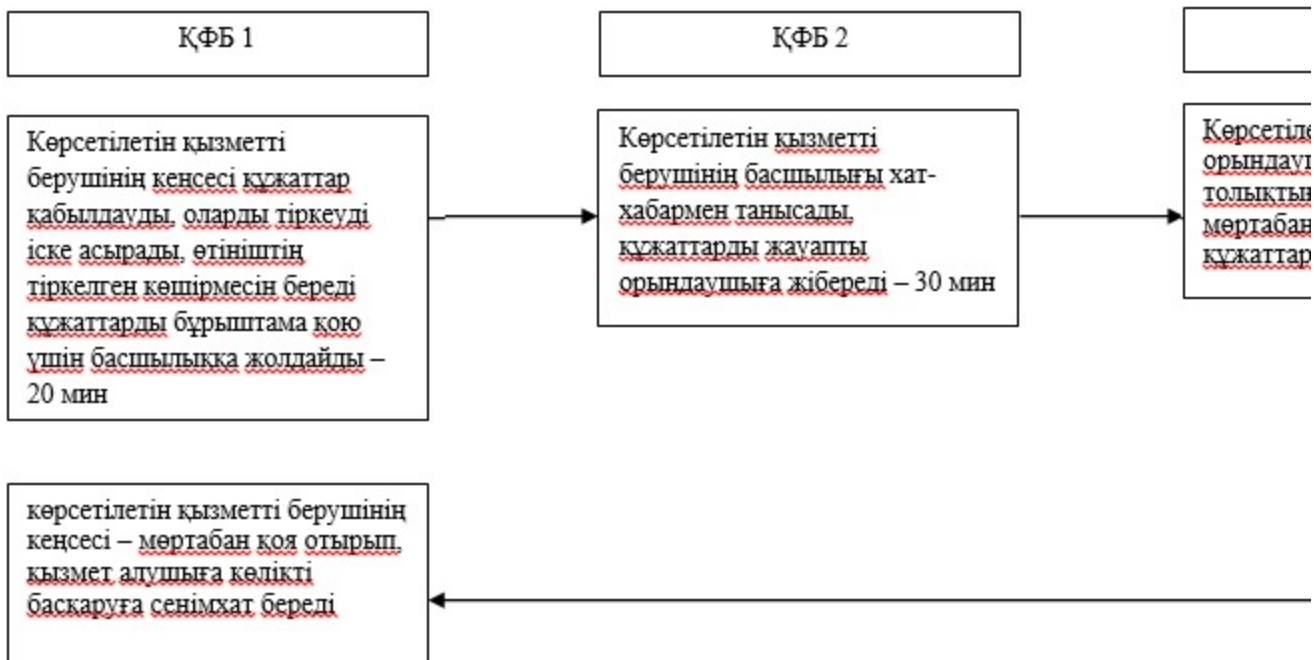 ҚФБ 1
ҚФБ 2
Көрсетілетін қызметті
берушінің кеңсесі құжаттар
қабылдауды, оларды тіркеуді
іске асырады, өтініштің
тіркелген көшірмесін береді
құжаттарды бұрыштама қою
үшін басшылыққа жолдайды –
20 мин
Көрсетілетін қызметті
берушінің басшылығы хат-
хабармен танысады,
құжаттарды жауапты
орындаушыға жібереді – 30 мин
көрсетілетін қызметті берушінің
кеңсесі – мөртабан қоя отырып,
қызмет алушыға көлікті
басқаруға сенімхат береді